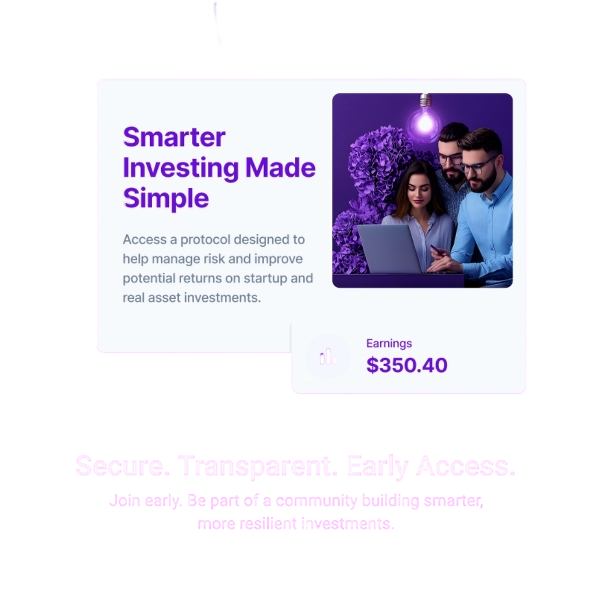 Smarter
Investing Made
Simple
Access a protocol designed to
help manage risk and improve
potential returns on startup and
real asset investments.
Earnings
$350.40
Secure. Transparent. Early Access.
Join early. Be part of a community building smarter,
more resilient investments.